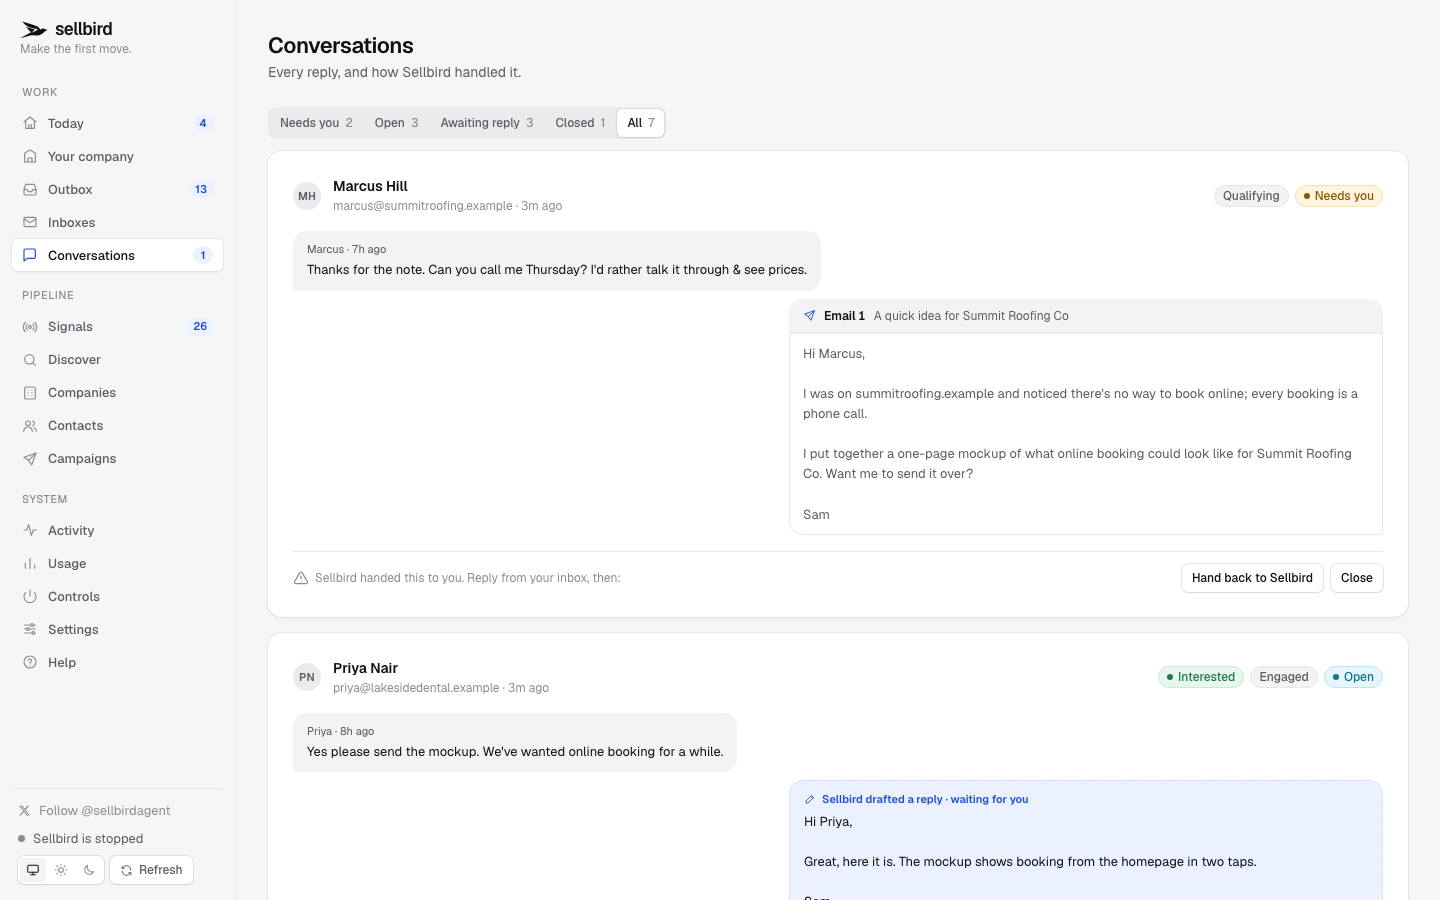 sellbird
Make the first move.
WORK
Today 4
Your company
Outbox 13
Inboxes
Conversations 1
PIPELINE
Signals 26
Discover
Companies
Contacts
Campaigns
SYSTEM
Activity
Usage
Controls
Settings
Help
Follow @sellbirdagent
Sellbird is stopped
Refresh
Conversations
Every reply, and how Sellbird handled it.
Needs you 2 Open 3 Awaiting reply 3 Closed 1 All 7
MH
Marcus Hill
marcus@summitroofing.example · 3m ago
Qualifying Needs you
Marcus · 7h ago
Thanks for the note. Can you call me Thursday? I'd rather talk it through & see prices.
Email 1 A quick idea for Summit Roofing Co
Hi Marcus,
I was on summitroofing.example and noticed there's no way to book online; every booking is a
phone call.
I put together a one-page mockup of what online booking could look like for Summit Roofing
Co. Want me to send it over?
Sam
Sellbird handed this to you. Reply from your inbox, then:
Hand back to Sellbird Close
PN
Priya Nair
priya@lakesidedental.example · 3m ago
Interested Engaged Open
Priya · 8h ago
Yes please send the mockup. We've wanted online booking for a while.
Sellbird drafted a reply · waiting for you
Hi Priya,
Great, here it is. The mockup shows booking from the homepage in two taps.